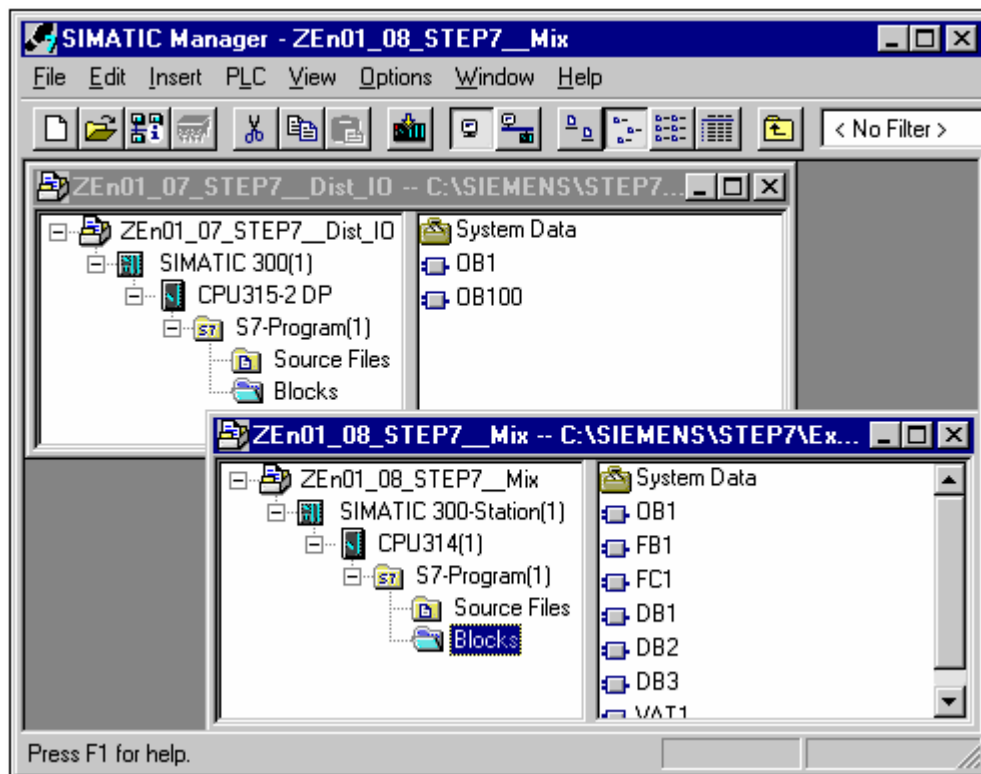 SIMATIC Manager - ZEn01_08_STEP7__Mix
File Edit Insert PLC View Options Window Help
< No Filter >
ZEn01_07_STEP7__Dist_IO -- C:\SIEMENS\STEP7...
ZEn01_07_STEP7__Dist_IO
SIMATIC 300(1)
CPU315-2 DP
S7-Program(1)
Source Files
Blocks
System Data
OB1
OB100
ZEn01_08_STEP7__Mix -- C:\SIEMENS\STEP7\Ex...
ZEn01_08_STEP7__Mix
SIMATIC 300-Station(1)
CPU314(1)
S7-Program(1)
Source Files
Blocks
System Data
OB1
FB1
FC1
DB1
DB2
DB3
VAT1
Press F1 for help.